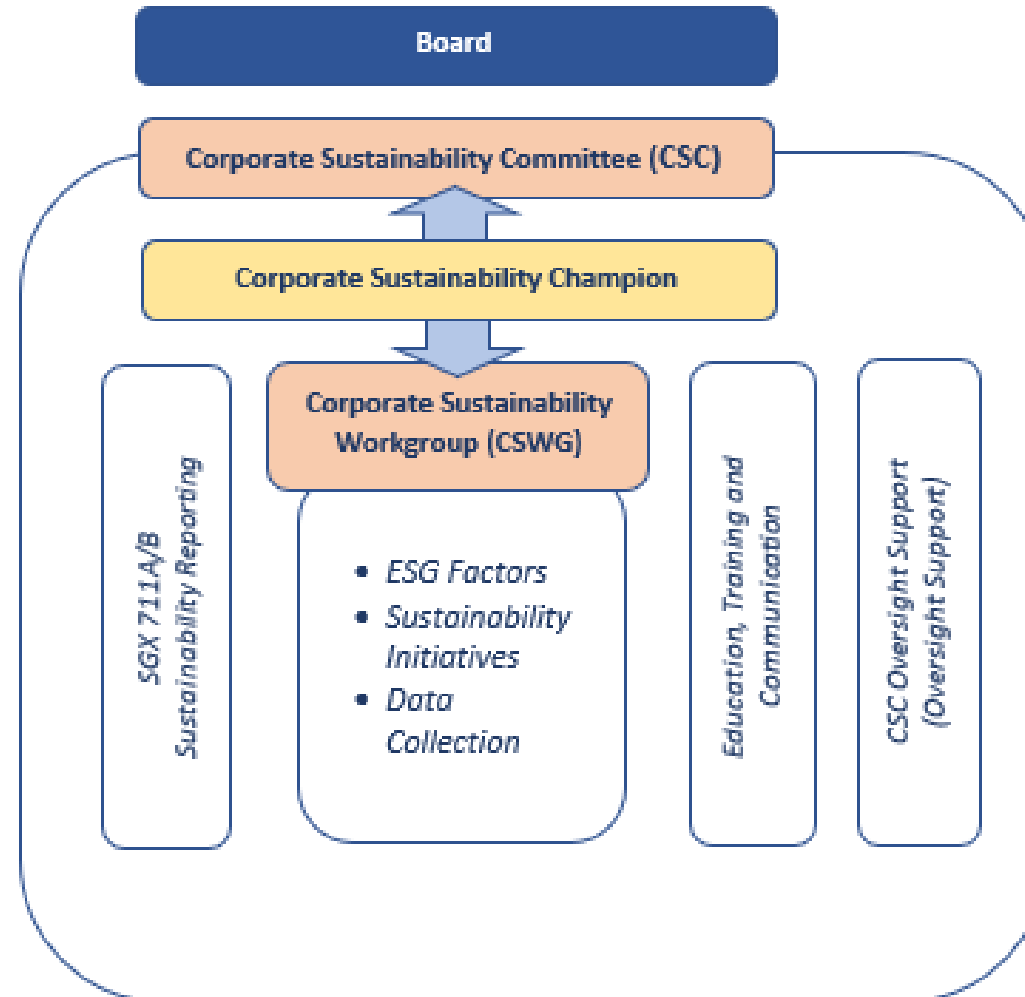 Board
Corporate Sustainability Committee (CSC)
Corporate Sustainability Champion
SGX 711A/B
Sustainability Reporting
Corporate Sustainability
Workgroup (CSWG)
• ESG Factors
• Sustainability
Initiatives
• Data
Collection
Education, Training and
Communication
CSC Oversight Support
(Oversight Support)